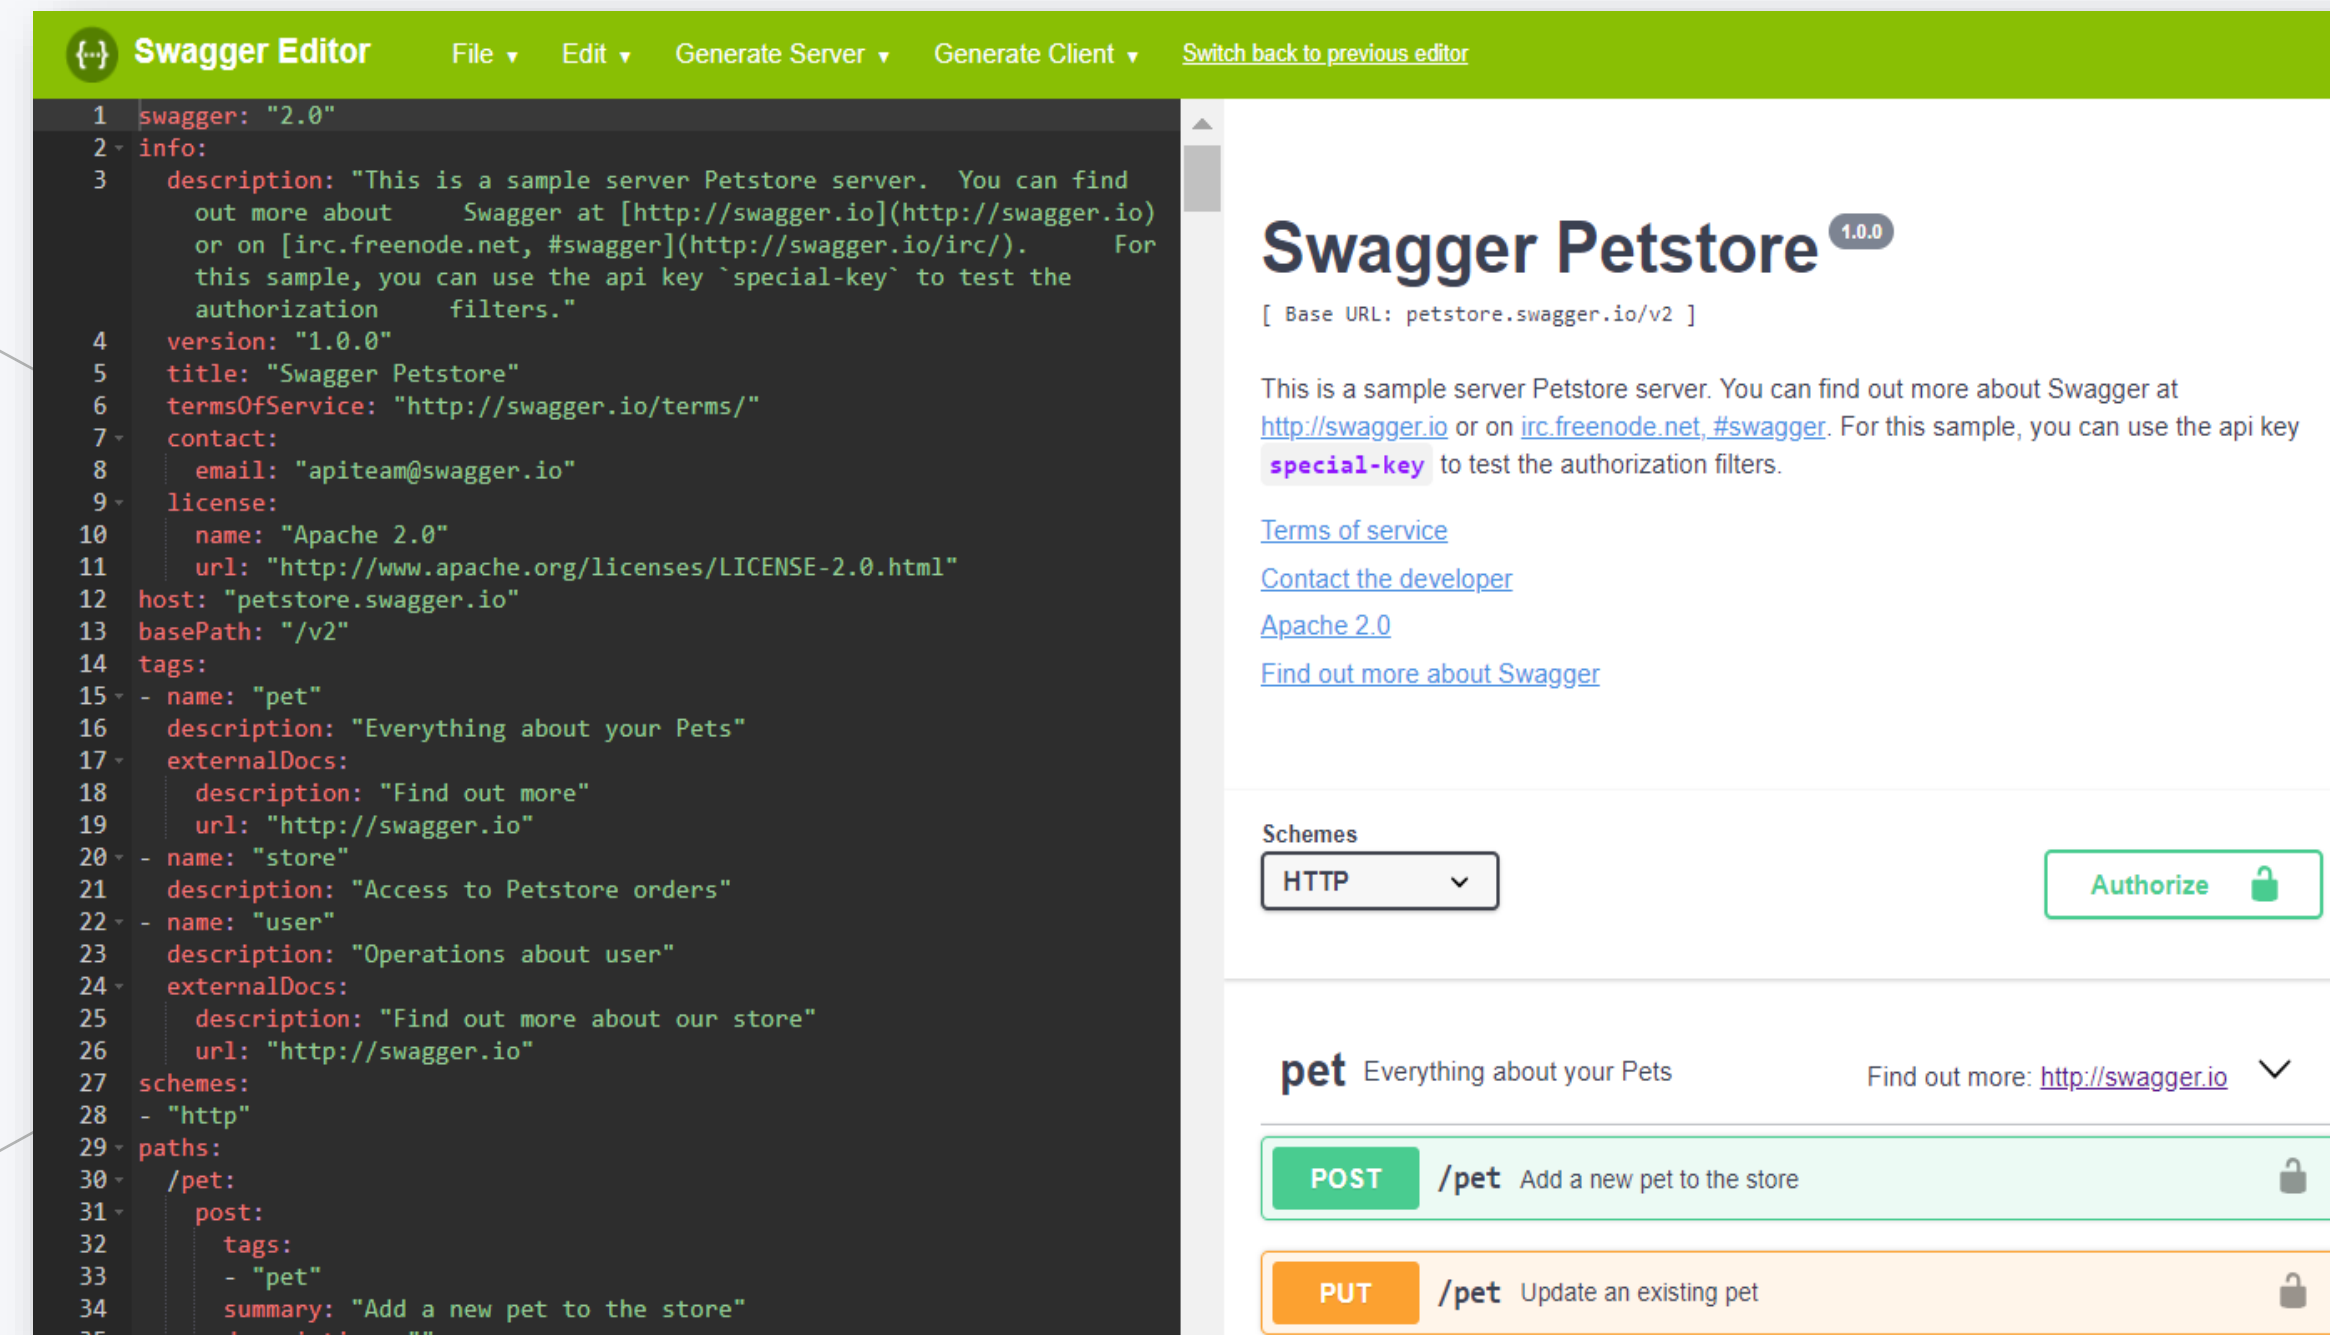 Swagger Editor File Edit Generate Server Generate Client Switch back to previous editor
1 swagger: "2.0"
2 info:
3 description: "This is a sample server Petstore server.  You can find
out more about     Swagger at [http://swagger.io](http://swagger.io)
or on [irc.freenode.net, #swagger](http://swagger.io/irc/).      For
this sample, you can use the api key `special-key` to test the
authorization     filters."
4 version: "1.0.0"
5 title: "Swagger Petstore"
6 termsOfService: "http://swagger.io/terms/"
7 contact:
8 email: "apiteam@swagger.io"
9 license:
10 name: "Apache 2.0"
11 url: "http://www.apache.org/licenses/LICENSE-2.0.html"
12 host: "petstore.swagger.io"
13 basePath: "/v2"
14 tags:
15 - name: "pet"
16 description: "Everything about your Pets"
17 externalDocs:
18 description: "Find out more"
19 url: "http://swagger.io"
20 - name: "store"
21 description: "Access to Petstore orders"
22 - name: "user"
23 description: "Operations about user"
24 externalDocs:
25 description: "Find out more about our store"
26 url: "http://swagger.io"
27 schemes:
28 - "http"
29 paths:
30 /pet:
31 post:
32 tags:
33 - "pet"
34 summary: "Add a new pet to the store"
Swagger Petstore 1.0.0
[ Base URL: petstore.swagger.io/v2 ]
This is a sample server Petstore server. You can find out more about Swagger at
http://swagger.io or on irc.freenode.net, #swagger. For this sample, you can use the api key
special-key to test the authorization filters.
Terms of service
Contact the developer
Apache 2.0
Find out more about Swagger
Schemes
HTTP
Authorize
pet Everything about your Pets Find out more: http://swagger.io
POST /pet Add a new pet to the store
PUT /pet Update an existing pet